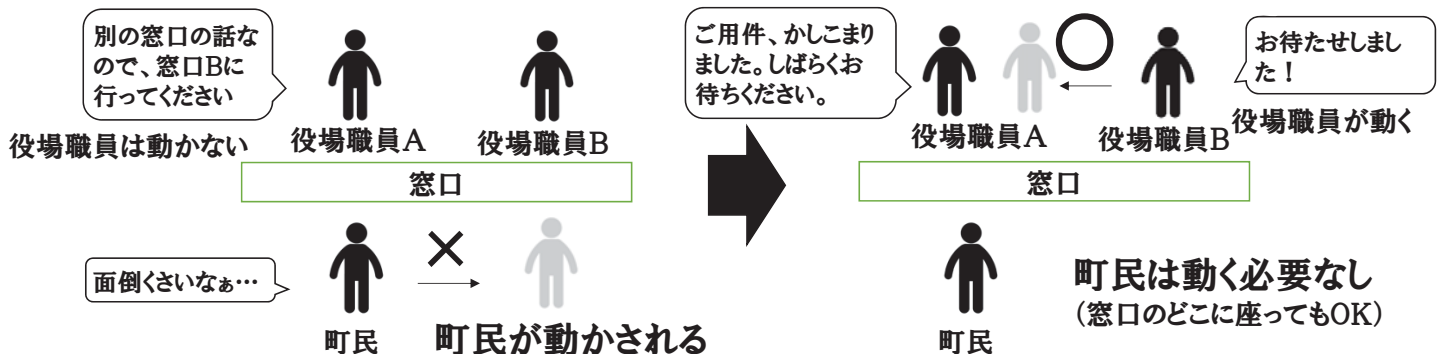 別の窓口の話な
ので、窓口Bに
行ってください
役場職員は動かない
役場職員A
役場職員B
窓口
面倒くさいなぁ…
町民
町民が動かされる
ご用件、かしこまり
ました。しばらくお
待ちください。
お待たせしまし
た！
役場職員が動く
役場職員A
役場職員B
窓口
町民
町民は動く必要なし
（窓口のどこに座ってもOK）